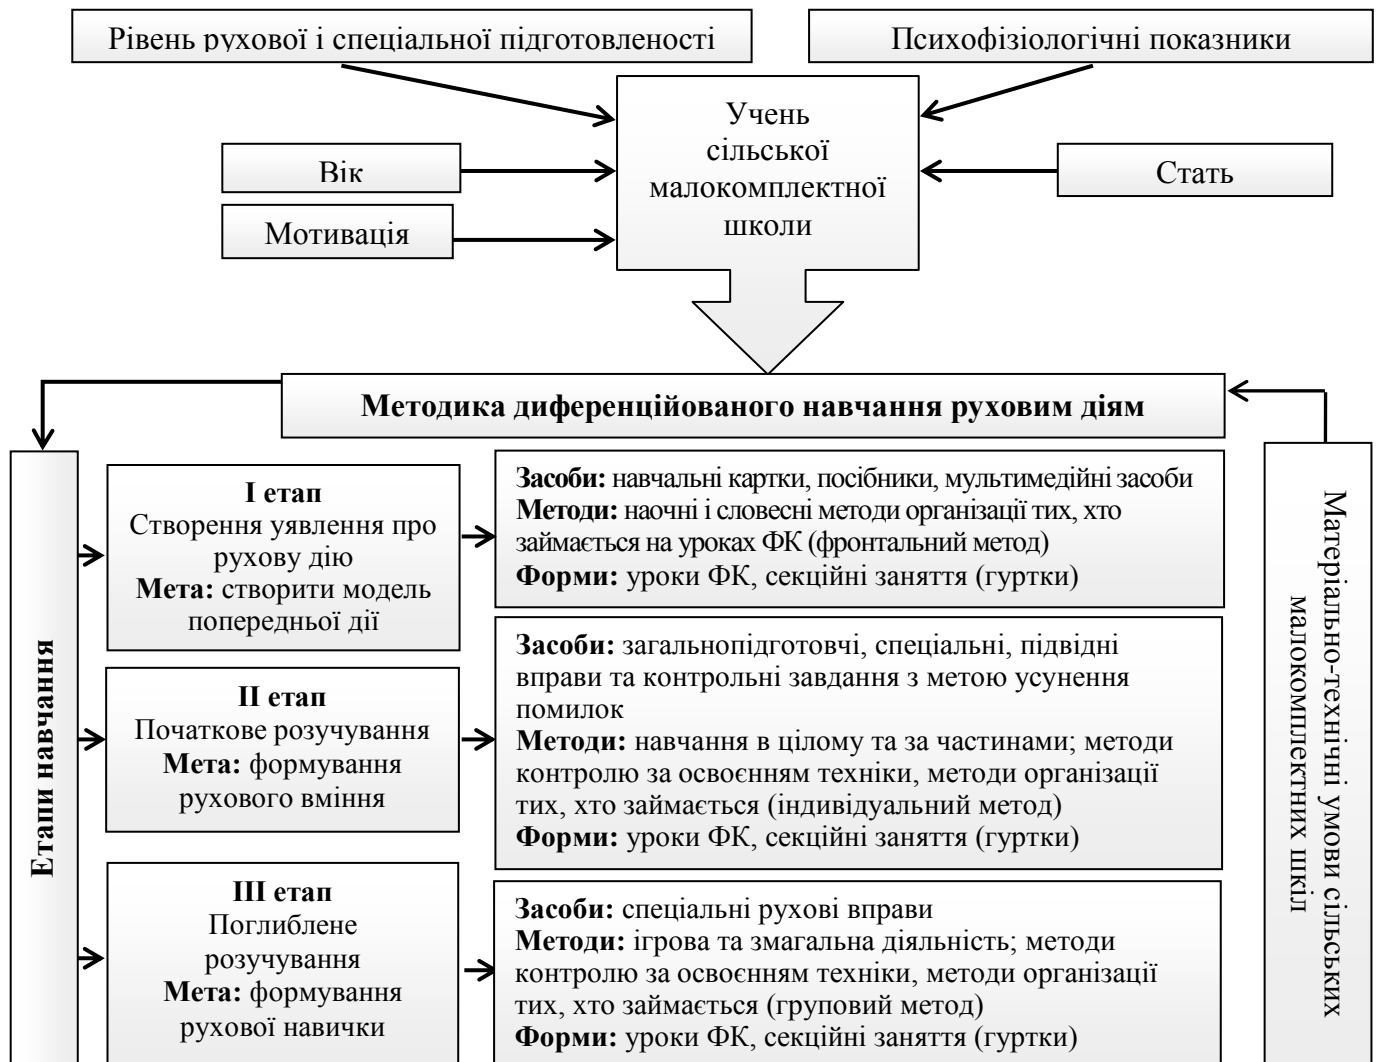 Рівень рухової і спеціальної підготовленості
Психофізіологічні показники
Учень
сільської
малокомплектної
школи
Вік
Стать
Мотивація
Методика диференційованого навчання руховим діям
Етапи навчання
І етап
Створення уявлення про
рухову дію
Мета: створити модель
попередньої дії
Засоби: навчальні картки, посібники, мультимедійні засоби
Методи: наочні і словесні методи організації тих, хто
займається на уроках ФК (фронтальний метод)
Форми: уроки ФК, секційні заняття (гуртки)
ІІ етап
Початкове розучування
Мета: формування
рухового вміння
Засоби: загальнопідготовчі, спеціальні, підвідні
вправи та контрольні завдання з метою усунення
помилок
Методи: навчання в цілому та за частинами; методи
контролю за освоєнням техніки, методи організації
тих, хто займається (індивідуальний метод)
Форми: уроки ФК, секційні заняття (гуртки)
ІІІ етап
Поглиблене
розучування
Мета: формування
рухової навички
Засоби: спеціальні рухові вправи
Методи: ігрова та змагальна діяльність; методи
контролю за освоєнням техніки, методи організації
тих, хто займається (груповий метод)
Форми: уроки ФК, секційні заняття (гуртки)
Матеріально-технічні умови сільських
малокомплектних шкіл